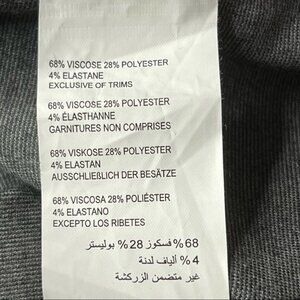 68% VISCOSE 28% POLYESTER
4% ELASTANE
EXCLUSIVE OF TRIMS
68% VISCOSE 28% POLYESTER
4% ÉLASTHANNE
GARNITURES NON COMPRISES
68% VISKOSE 28% POLYESTER
4% ELASTAN
AUSSCHLIEßLICH DER BESÄTZE
68% VISCOSA 28% POLIÉSTER
4% ELASTANO
EXCEPTO LOS RIBETES
68% فسكوز 28% بوليستر
4% ألياف لدنة
غير متضمن الزركشة